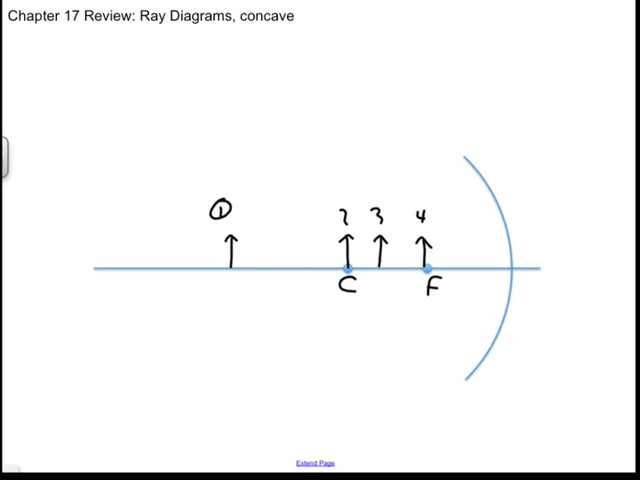 Chapter 17 Review: Ray Diagrams, concave
① 2 3 4
C F
Extend Page